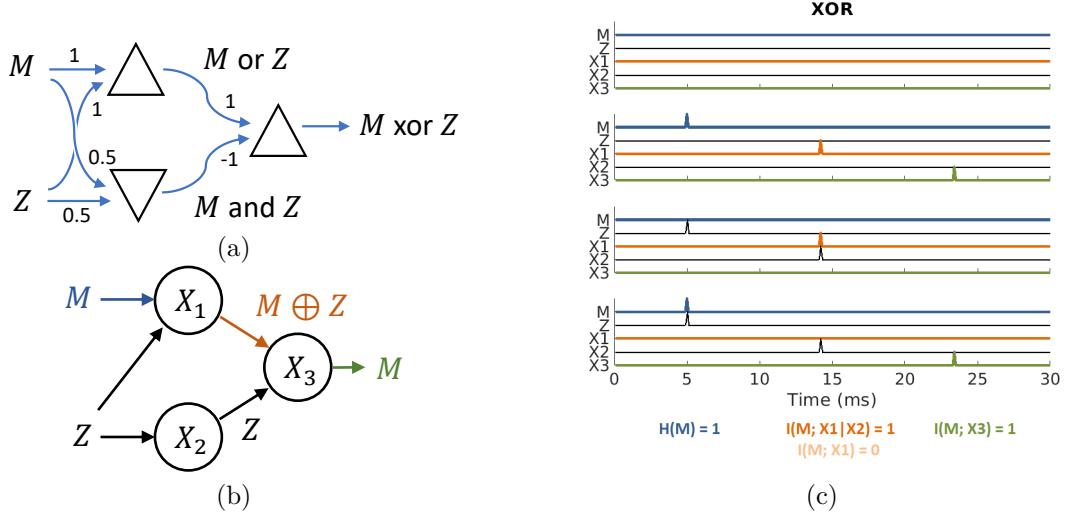 M
1
M or Z
1
1
M xor Z
0.5
-1
Z
0.5
M and Z
(a)
M
X₁
M ⊕ Z
X₃
M
Z
X₂
Z
(b)
XOR
M
Z
X1
X2
X3
M
Z
X1
X2
X3
M
Z
X1
X2
X3
M
Z
X1
X2
X3
0 5 10 15 20 25 30
Time (ms)
H(M) = 1 I(M; X1|X2) = 1 I(M; X3) = 1
I(M; X1) = 0
(c)